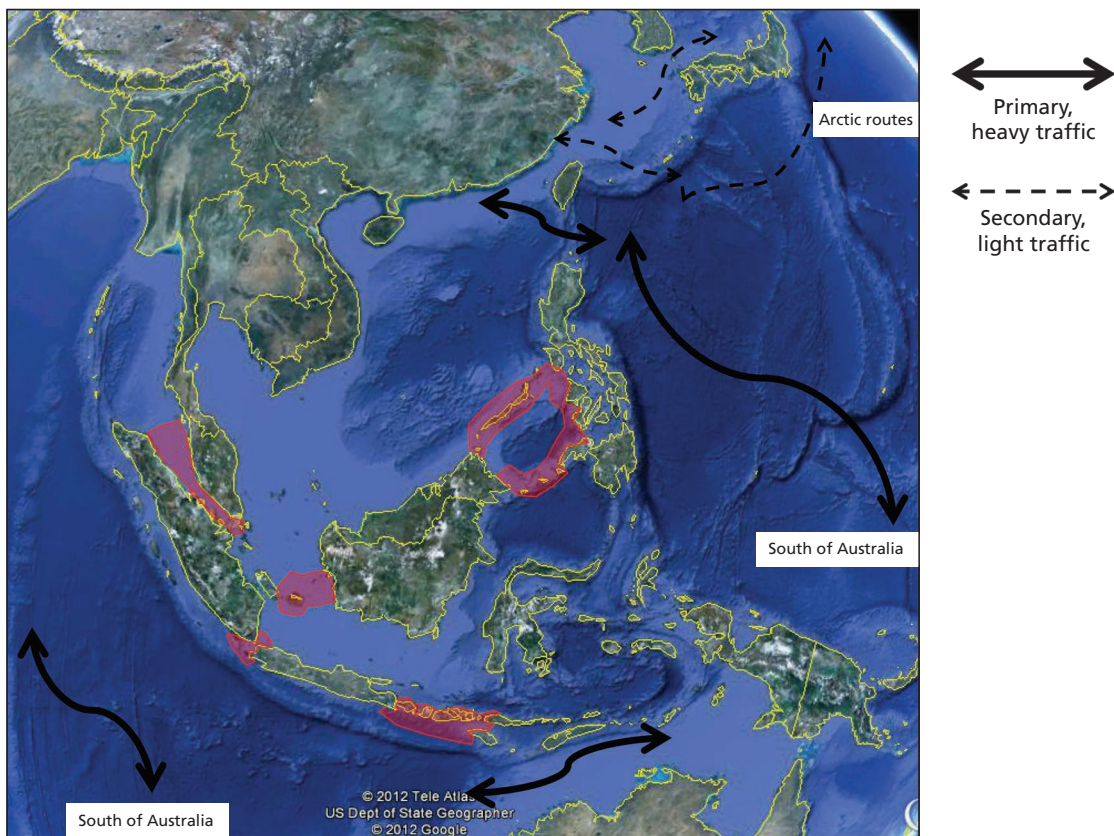 Arctic routes
Primary,
heavy traffic
Secondary,
light traffic
South of Australia
© 2012 Tele Atlas
US Dept of State Geographer
© 2012 Google
South of Australia